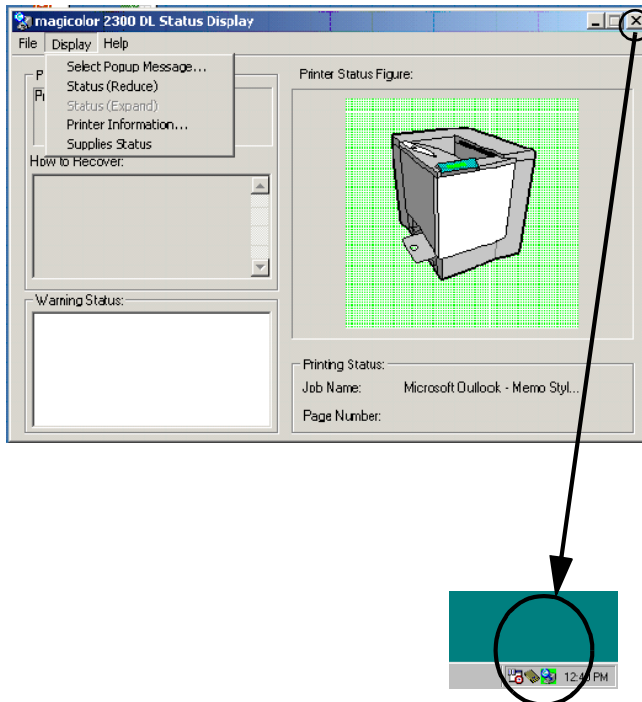 magicolor 2300 DL Status Display
File Display Help
Select Popup Message...
Status (Reduce)
Status (Expand)
Printer Information...
Supplies Status
How to Recover:
Warning Status:
Printer Status Figure:
Printing Status:
Job Name: Microsoft Outlook - Memo Styl...
Page Number:
12:43 PM